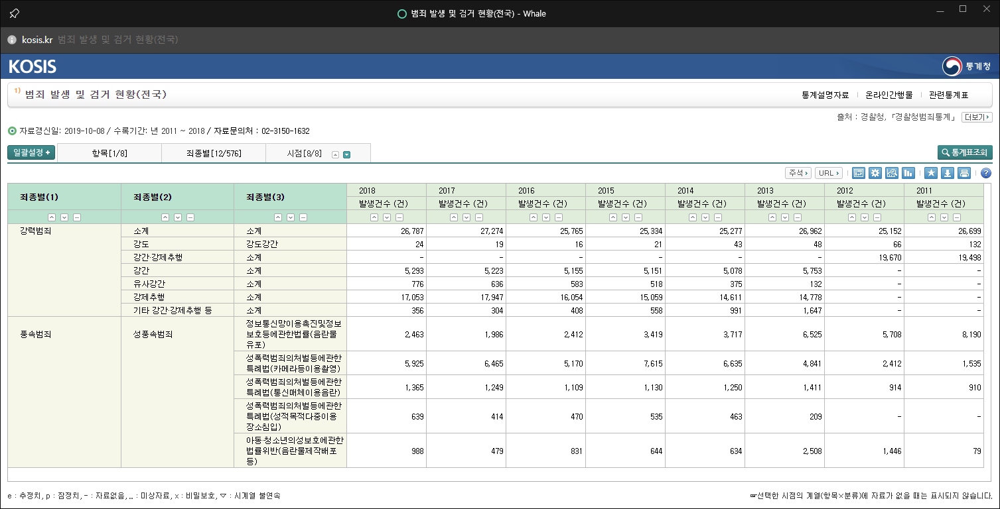 범죄 발생 및 검거 현황(전국) - Whale
kosis.kr 범죄 발생 및 검거 현황(전국)
KOSIS 통계청
1) 범죄 발생 및 검거 현황(전국) 통계설명자료 온라인간행물 관련통계표
출처 : 경찰청, 「경찰청범죄통계」 더보기
자료갱신일: 2019-10-08 / 수록기간: 년 2011 ~ 2018 / 자료문의처 : 02-3150-1632
일괄설정 + 항목[1/8] 죄종별[12/576] 시점[8/8] 통계표조회
주석 URL
죄종별(1) 죄종별(2) 죄종별(3) 2018 2017 2016 2015 2014 2013 2012 2011
발생건수 (건) 발생건수 (건) 발생건수 (건) 발생건수 (건) 발생건수 (건) 발생건수 (건) 발생건수 (건) 발생건수 (건)
강력범죄 소계 소계 26,787 27,274 25,765 25,334 25,277 26,962 25,152 26,699
강도 강도강간 24 19 16 21 43 48 66 132
강간·강제추행 소계 - - - - - - 19,670 19,498
강간 소계 5,293 5,223 5,155 5,151 5,078 5,753 - -
유사강간 소계 776 636 583 518 375 132 - -
강제추행 소계 17,053 17,947 16,054 15,059 14,611 14,778 - -
기타 강간·강제추행 등 소계 356 304 408 558 991 1,647 - -
풍속범죄 성풍속범죄 정보통신망이용촉진및정보
보호등에관한법률(음란물
유포) 2,463 1,986 2,412 3,419 3,717 6,525 5,708 8,190
성폭력범죄의처벌등에관한
특례법(카메라등이용촬영) 5,925 6,465 5,170 7,615 6,635 4,841 2,412 1,535
성폭력범죄의처벌등에관한
특례법(통신매체이용음란) 1,365 1,249 1,109 1,130 1,250 1,411 914 910
성폭력범죄의처벌등에관한
특례법(성적목적다중이용
장소침입) 639 414 470 535 463 209 - -
아동·청소년의성보호에관한
법률위반(음란물제작배포
등) 988 479 831 644 634 2,508 1,446 79
e : 추정치, p : 잠정치, - : 자료없음, ... : 미상자료, x : 비밀보호, ▽ : 시계열 불연속
☞선택한 시점의 계열(항목×분류)에 자료가 없을 때는 표시되지 않습니다.